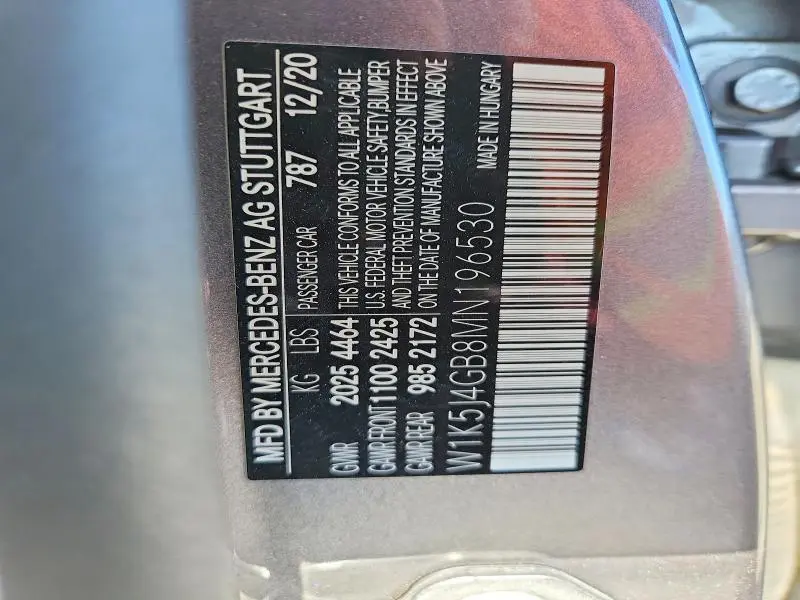 MFD BY MERCEDES-BENZ AG STUTTGART
KG LBS PASSENGER CAR 787 12/20
GVWR 2025 4464 THIS VEHICLE CONFORMS TO ALL APPLICABLE
GAWR FRONT 1100 2425 U.S. FEDERAL MOTOR VEHICLE SAFETY,BUMPER
GAWR REAR 985 2172 AND THEFT PREVENTION STANDARDS IN EFFECT
ON THE DATE OF MANUFACTURE SHOWN ABOVE
W1K5J4GB8MN196530 MADE IN HUNGARY